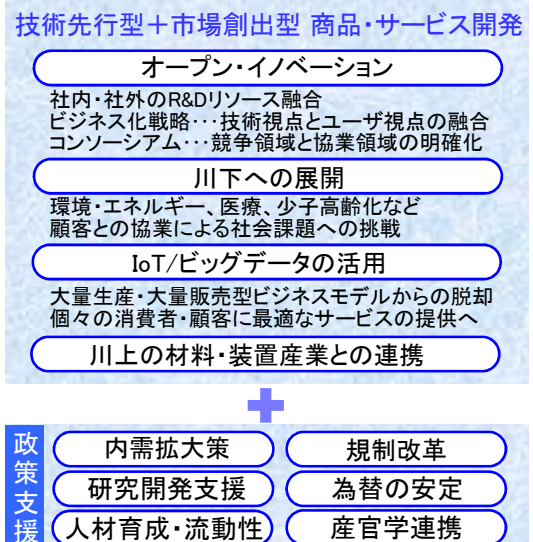 技術先行型＋市場創出型 商品・サービス開発
オープン・イノベーション
社内・社外のR&Dリソース融合
ビジネス化戦略・・・技術視点とユーザ視点の融合
コンソーシアム・・・競争領域と協業領域の明確化
川下への展開
環境・エネルギー、医療、少子高齢化など
顧客との協業による社会課題への挑戦
IoT/ビッグデータの活用
大量生産・大量販売型ビジネスモデルからの脱却
個々の消費者・顧客に最適なサービスの提供へ
川上の材料・装置産業との連携
政策支援
内需拡大策
規制改革
研究開発支援
為替の安定
人材育成・流動性
産官学連携